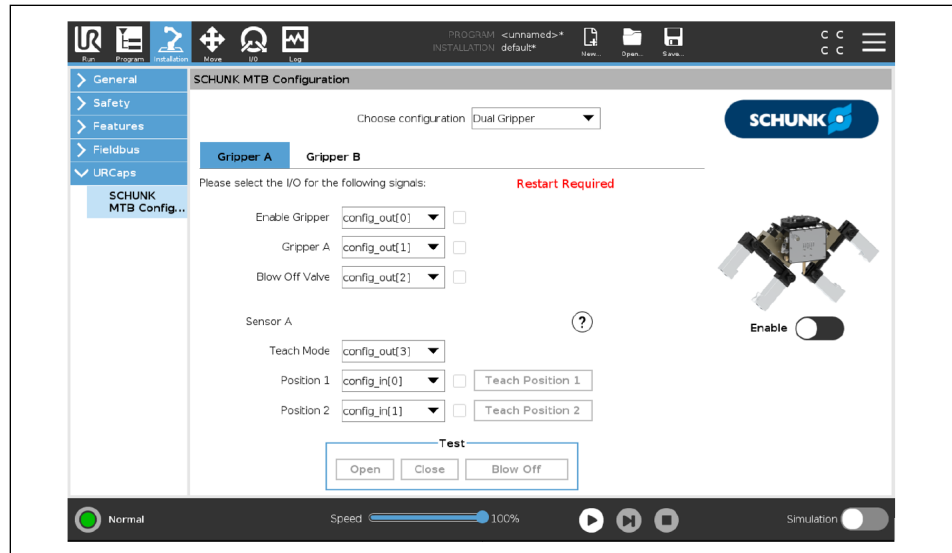 PROGRAM <unnamed>*
INSTALLATION default*
New... Open... Save...
C C
C C
Run Program Installation Move I/O Log
General
Safety
Features
Fieldbus
URCaps
SCHUNK
MTB Config...
SCHUNK MTB Configuration
Choose configuration Dual Gripper
SCHUNK
Gripper A Gripper B
Please select the I/O for the following signals: Restart Required
Enable Gripper config_out[0]
Gripper A config_out[1]
Blow Off Valve config_out[2]
Sensor A ?
Enable
Teach Mode config_out[3]
Position 1 config_in[0] Teach Position 1
Position 2 config_in[1] Teach Position 2
Test
Open Close Blow Off
Normal Speed 100% Simulation